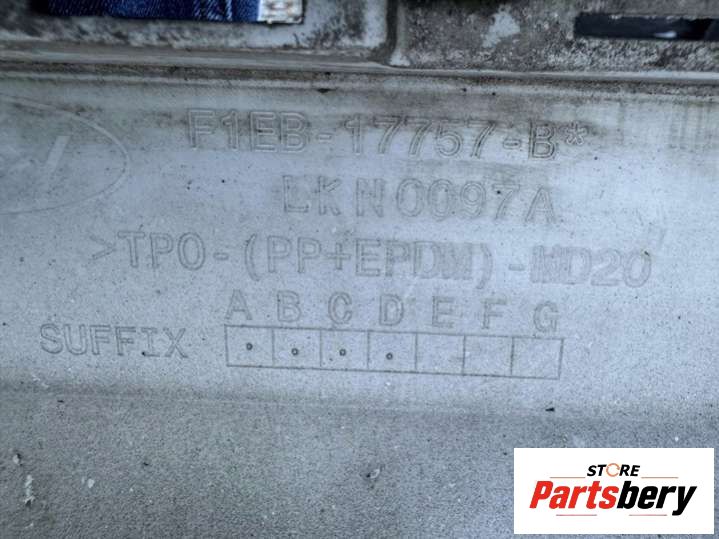 F1EB-17757-B*
LKN0097A
>TPO-(PP+EPDM)-MD20
A B C D E F G
SUFFIX
STORE
Partsbery